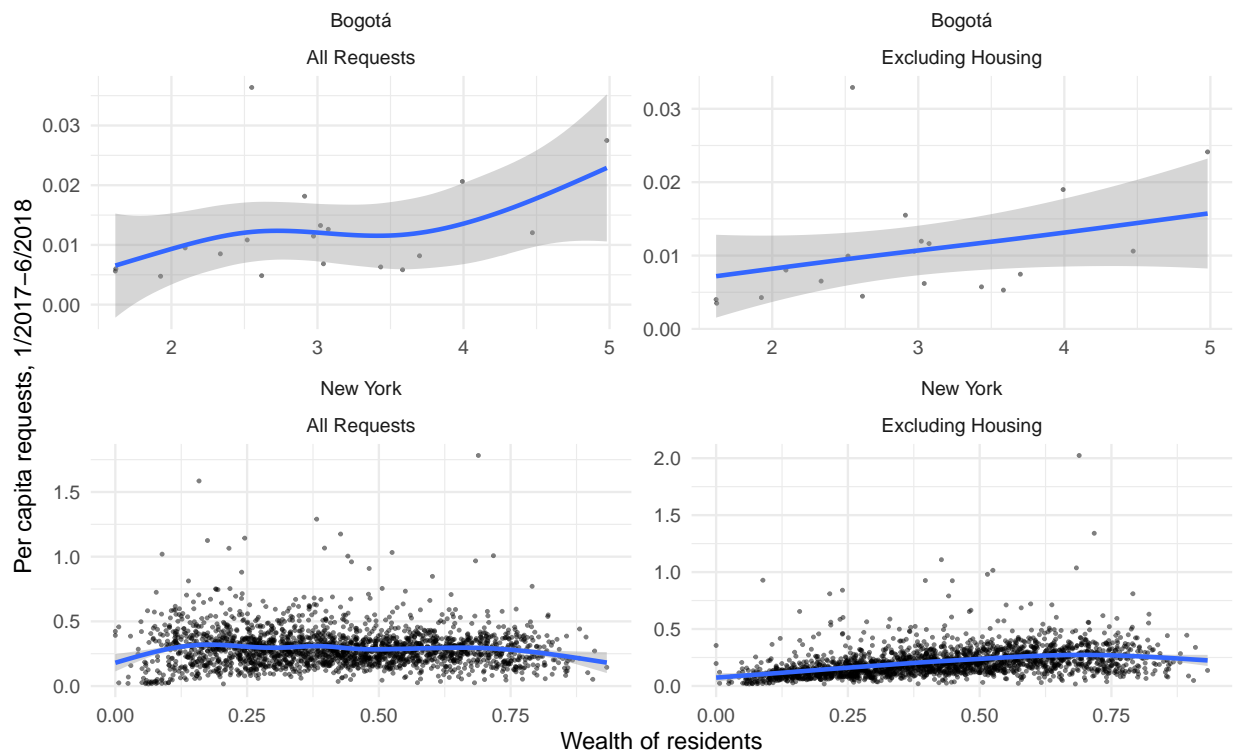 Bogotá
All Requests
0.03
0.02
0.01
0.00
2 3 4 5
Bogotá
Excluding Housing
0.03
0.02
0.01
0.00
2 3 4 5
Per capita requests, 1/2017–6/2018
New York
All Requests
1.5
1.0
0.5
0.0
0.00 0.25 0.50 0.75
New York
Excluding Housing
2.0
1.5
1.0
0.5
0.0
0.00 0.25 0.50 0.75
Wealth of residents